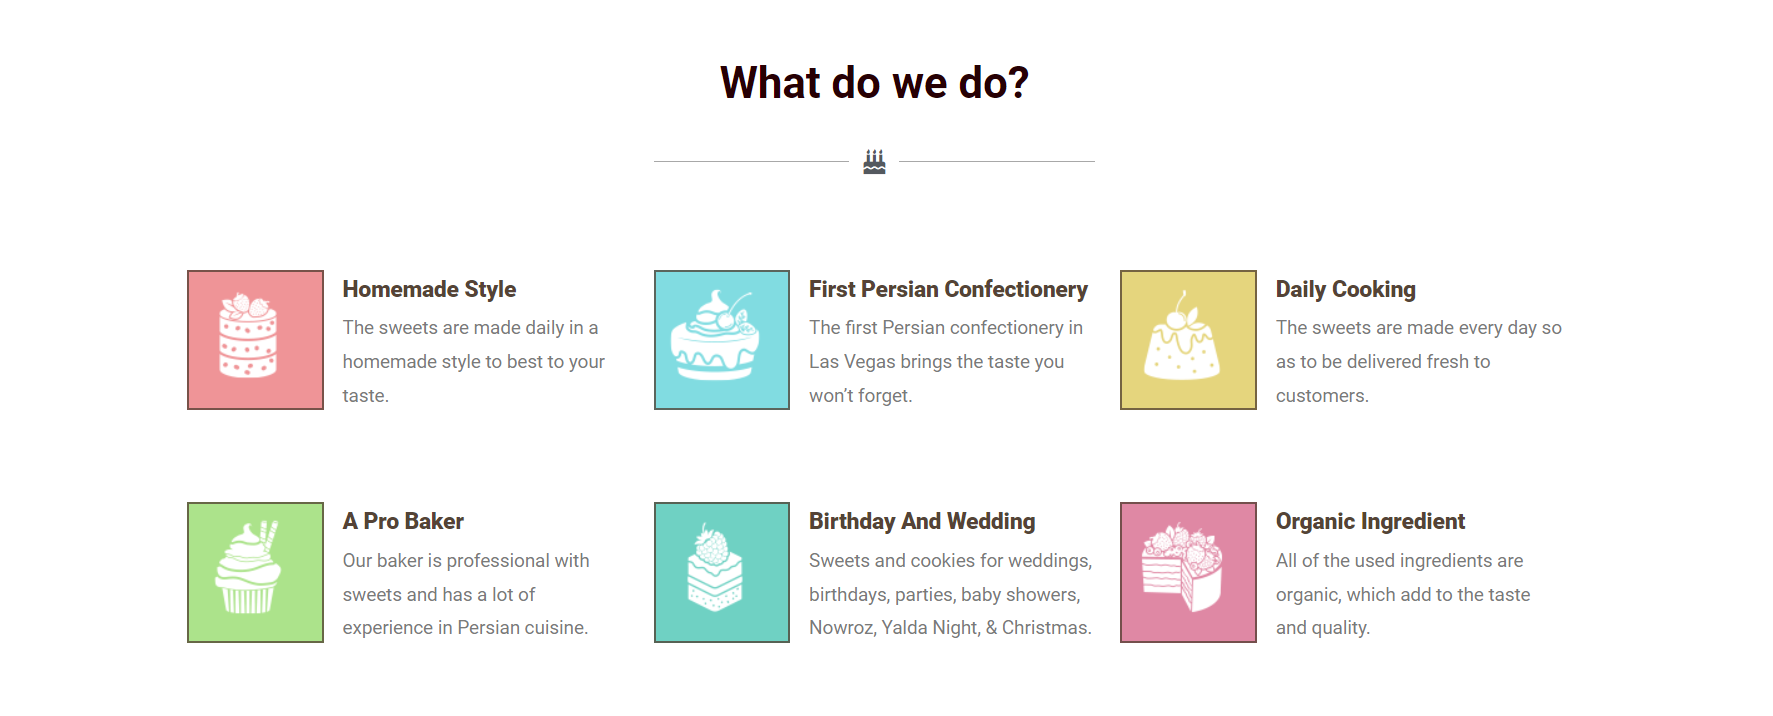 What do we do?
Homemade Style
The sweets are made daily in a
homemade style to best to your
taste.
First Persian Confectionery
The first Persian confectionery in
Las Vegas brings the taste you
won’t forget.
Daily Cooking
The sweets are made every day so
as to be delivered fresh to
customers.
A Pro Baker
Our baker is professional with
sweets and has a lot of
experience in Persian cuisine.
Birthday And Wedding
Sweets and cookies for weddings,
birthdays, parties, baby showers,
Nowroz, Yalda Night, & Christmas.
Organic Ingredient
All of the used ingredients are
organic, which add to the taste
and quality.